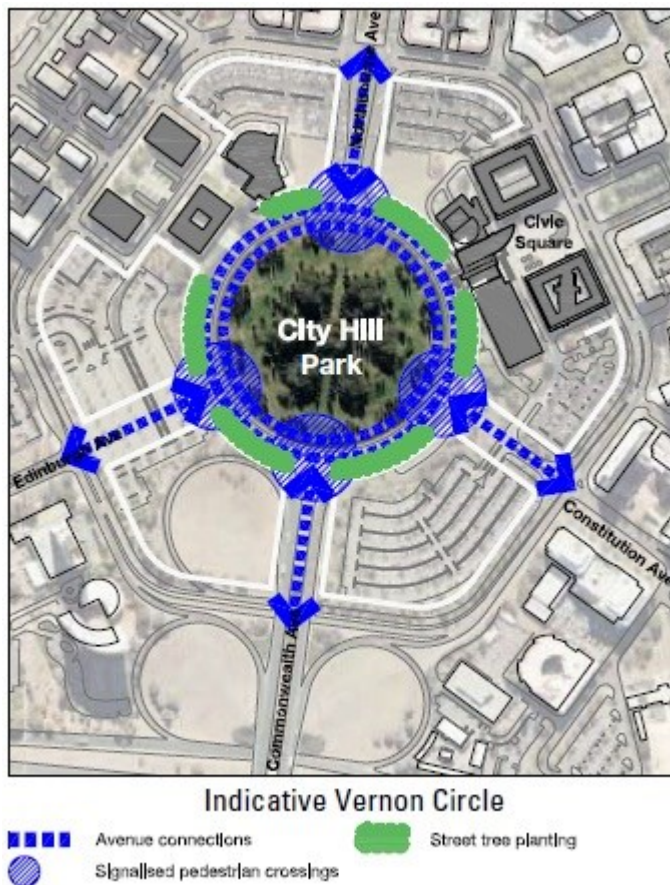 Ave
City Hill
Park
Civic
Square
Edinburgh Ave
Constitution Ave
Commonwealth Ave
Indicative Vernon Circle
Avenue connections
Street tree planting
Signalised pedestrian crossings